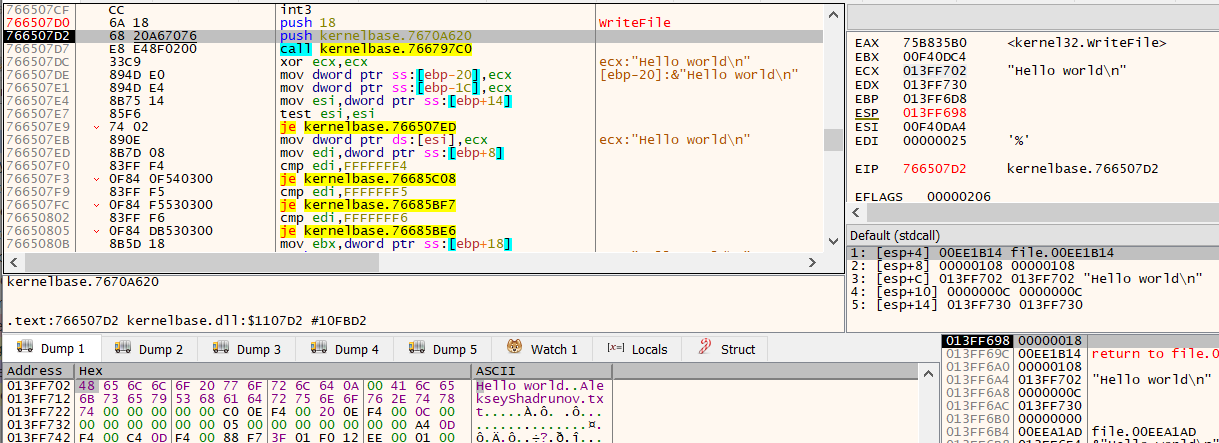 766507CF CC int3
766507D0 6A 18 push 18 WriteFile
766507D2 68 20A67076 push kernelbase.7670A620
766507D7 E8 E48F0200 call kernelbase.766797C0
766507DC 33C9 xor ecx,ecx ecx:"Hello world\n"
766507DE 894D E0 mov dword ptr ss:[ebp-20],ecx [ebp-20]:&"Hello world\n"
766507E1 894D E4 mov dword ptr ss:[ebp-1C],ecx
766507E4 8B75 14 mov esi,dword ptr ss:[ebp+14]
766507E7 85F6 test esi,esi
766507E9 74 02 je kernelbase.766507ED
766507EB 890E mov dword ptr ds:[esi],ecx ecx:"Hello world\n"
766507ED 8B7D 08 mov edi,dword ptr ss:[ebp+8]
766507F0 83FF F4 cmp edi,FFFFFFF4
766507F3 0F84 0F540300 je kernelbase.76685C08
766507F9 83FF F5 cmp edi,FFFFFFF5
766507FC 0F84 F5530300 je kernelbase.76685BF7
76650802 83FF F6 cmp edi,FFFFFFF6
76650805 0F84 DB530300 je kernelbase.76685BE6
7665080B 8B5D 18 mov ebx,dword ptr ss:[ebp+18]
EAX 75B835B0 <kernel32.WriteFile>
EBX 00F40DC4
ECX 013FF702 "Hello world\n"
EDX 013FF730
EBP 013FF6D8
ESP 013FF698
ESI 00F40DA4
EDI 00000025 '%'
EIP 766507D2 kernelbase.766507D2
EFLAGS 00000206
Default (stdcall)
1: [esp+4] 00EE1B14 file.00EE1B14
2: [esp+8] 00000108 00000108
3: [esp+C] 013FF702 013FF702 "Hello world\n"
4: [esp+10] 0000000C 0000000C
5: [esp+14] 013FF730 013FF730
kernelbase.7670A620
.text:766507D2 kernelbase.dll:$1107D2 #10FBD2
Dump 1 Dump 2 Dump 3 Dump 4 Dump 5 Watch 1 [x=] Locals Struct
Address Hex ASCII
013FF702 48 65 6C 6C 6F 20 77 6F 72 6C 64 0A 00 41 6C 65 Hello world..Ale
013FF712 6B 73 65 79 53 68 61 64 72 75 6E 6F 76 2E 74 78 kseyShadrunov.tx
013FF722 74 00 00 00 00 00 C0 0E F4 00 20 0E F4 00 0C 00 t.....À.ô. .ô...
013FF732 00 00 00 00 00 00 05 00 00 00 00 00 00 00 A4 0D ..............¤.
013FF742 F4 00 C4 0D F4 00 88 F7 3F 01 F0 12 EE 00 01 00 
013FF698 00000018
013FF69C 00EE1B14 return to file.0
013FF6A0 00000108
013FF6A4 013FF702 "Hello world\n"
013FF6A8 0000000C
013FF6AC 013FF730
013FF6B0 00000000
013FF6B4 00EEA1AD file.00EEA1AD